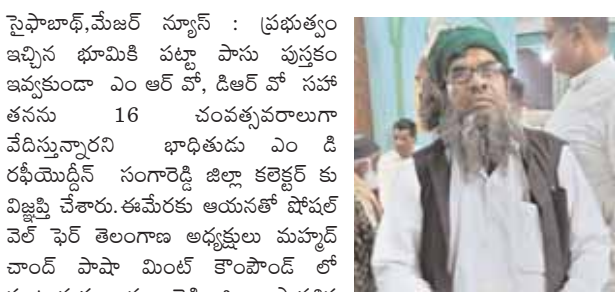 సైఫాబాథ్,మేజర్ న్యూస్ : ప్రభుత్వం
ఇచ్చిన భూమికి పట్టా పాసు పుస్తకం
ఇవ్వకుండా ఎం ఆర్ వో, డిఆర్ వో సహా
తనను 16 చంవత్సవరాలుగా
వేదిస్తున్నారని భాధితుడు ఎం డి
రఫీయొద్దీన్ సంగారెడ్డి జిల్లా కలెక్టర్ కు
విజ్ఞప్తి చేశారు.ఈమేరకు ఆయనతో షోషల్
వెల్ ఫెర్ తెలంగాణ అధ్యక్షులు మహ్మద్
చాంద్ పాషా మింట్ కౌంపౌండ్ లో